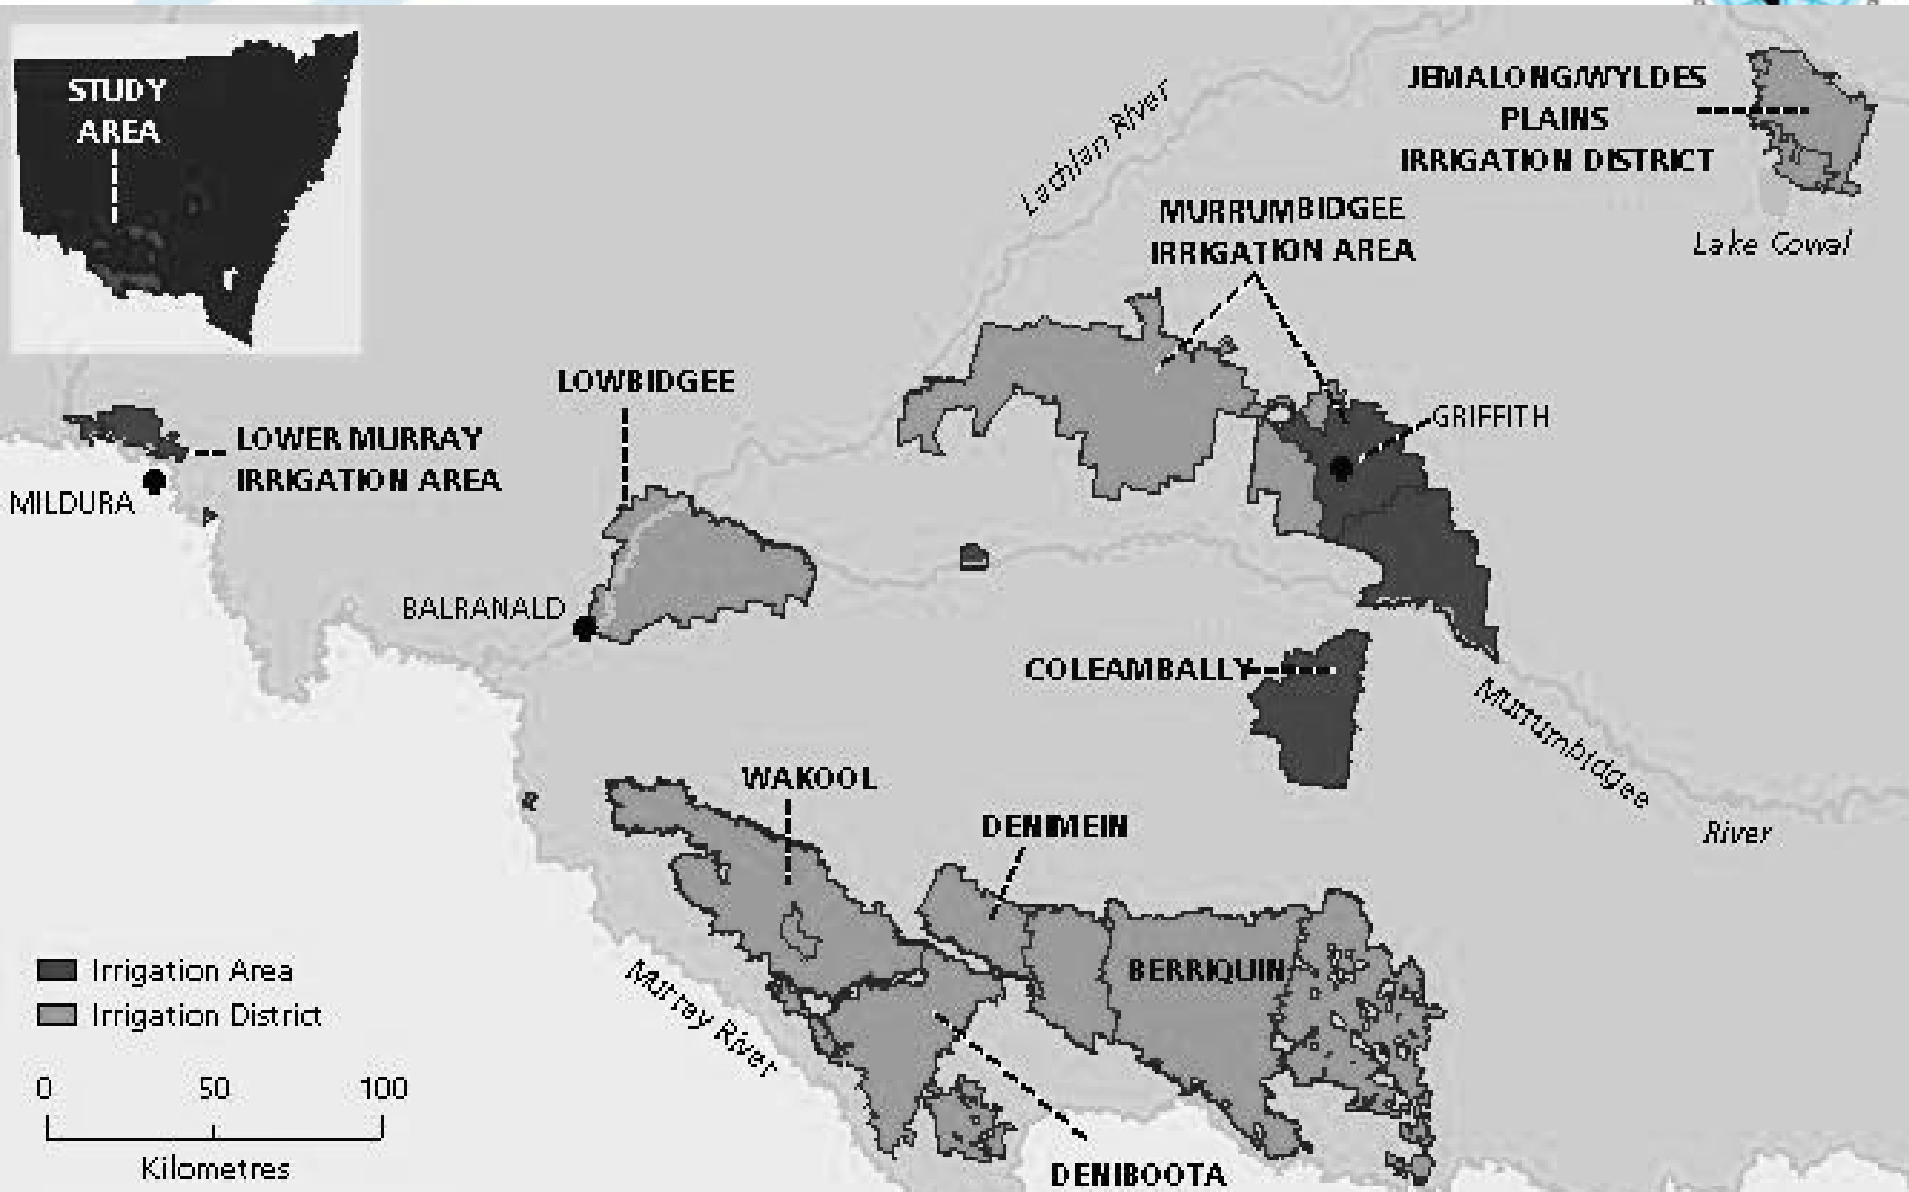 STUDY
AREA
JEMALONG/WYLDES
PLAINS
IRRIGATION DISTRICT
Lachlan River
MURRUMBIDGEE
IRRIGATION AREA
Lake Cowal
LOWBIDGEE
GRIFFITH
LOWER MURRAY
IRRIGATION AREA
MILDURA
BALRANALD
COLEAMBALLY
Murrumbidgee
River
WAKOOL
DENIMEIN
BERRIQUIN
Murray River
Irrigation Area
Irrigation District
0 50 100
Kilometres
DENIBOOTA